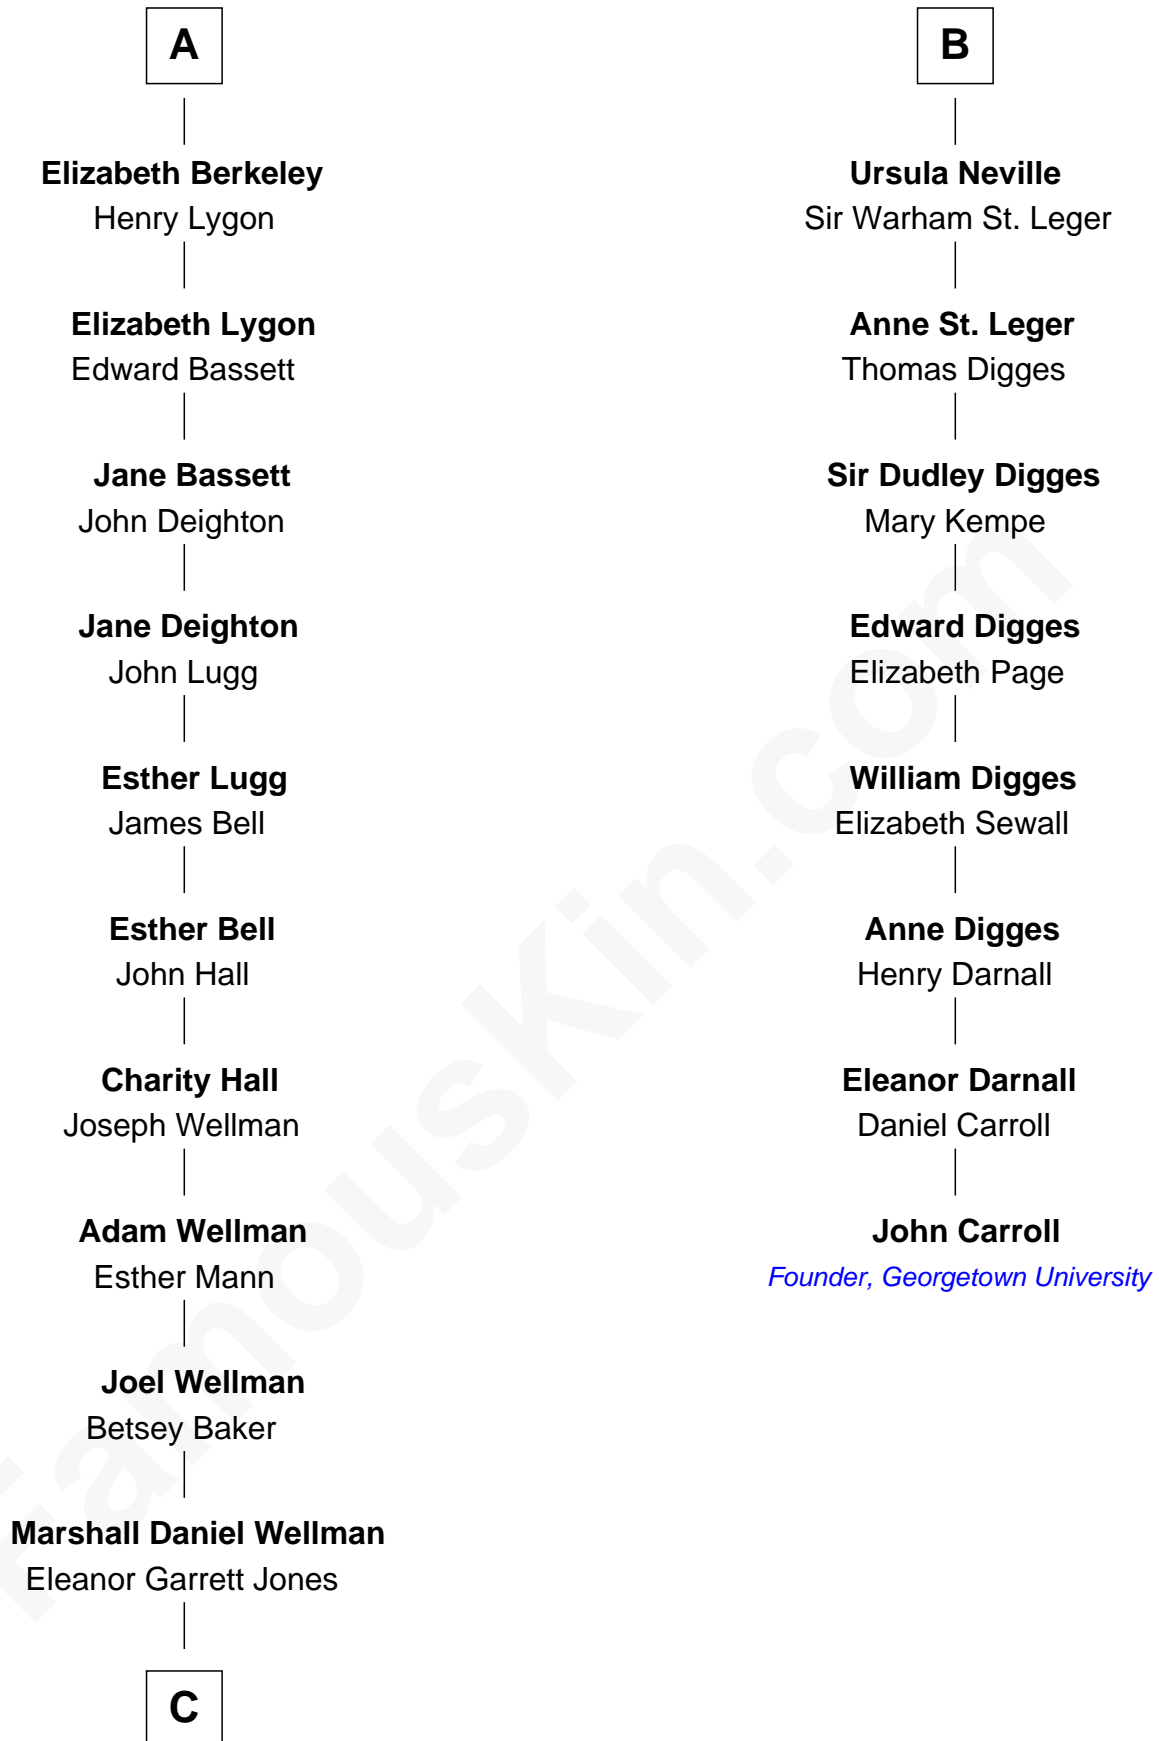 A
Elizabeth Berkeley
Henry Lygon
Elizabeth Lygon
Edward Bassett
Jane Bassett
John Deighton
Jane Deighton
John Lugg
Esther Lugg
James Bell
Esther Bell
John Hall
Charity Hall
Joseph Wellman
Adam Wellman
Esther Mann
Joel Wellman
Betsey Baker
Marshall Daniel Wellman
Eleanor Garrett Jones
C
B
Ursula Neville
Sir Warham St. Leger
Anne St. Leger
Thomas Digges
Sir Dudley Digges
Mary Kempe
Edward Digges
Elizabeth Page
William Digges
Elizabeth Sewall
Anne Digges
Henry Darnall
Eleanor Darnall
Daniel Carroll
John Carroll
Founder, Georgetown University
FamousKin.com